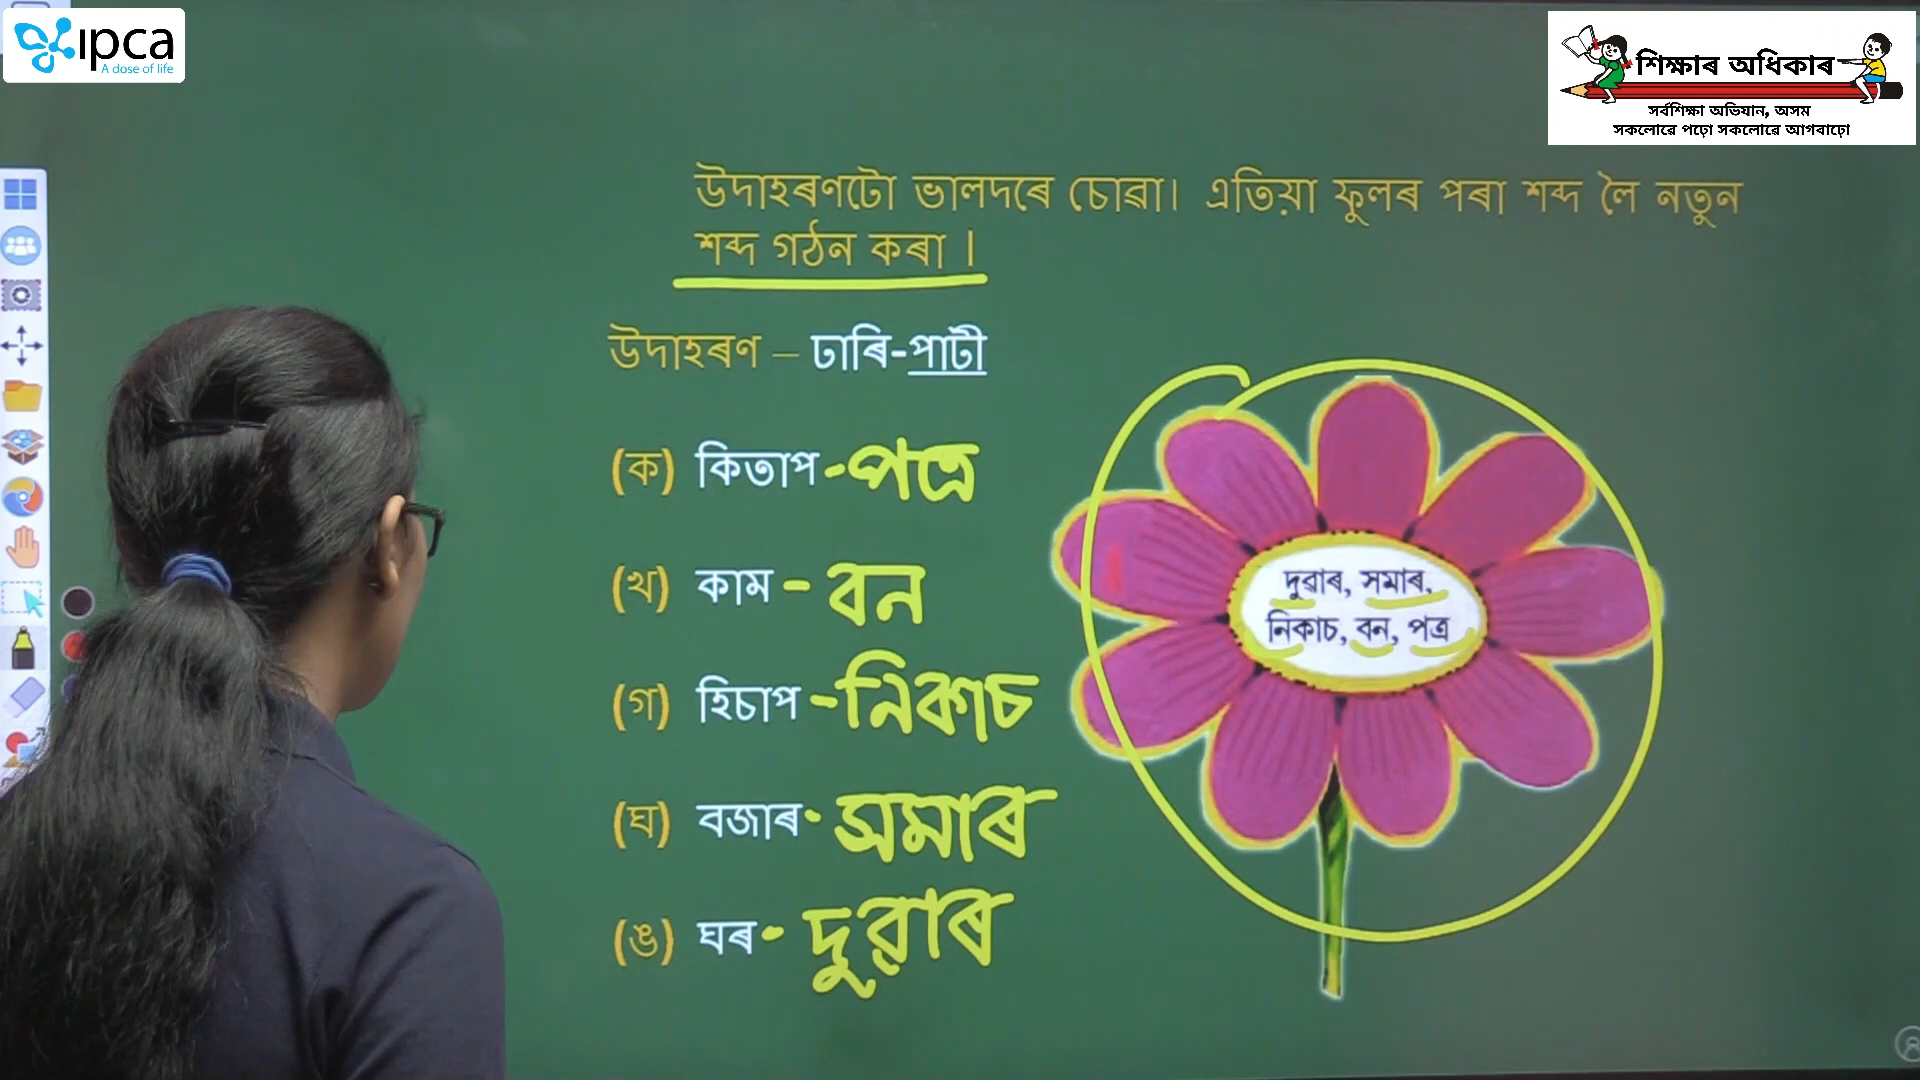 ipca
A dose of life
শিক্ষাৰ অধিকাৰ
সৰ্বশিক্ষা অভিযান, অসম
সকলোৱে পঢ়ো সকলোৱে আগবাঢ়ো
উদাহৰণটো ভালদৰে চোৱা। এতিয়া ফুলৰ পৰা শব্দ লৈ নতুন
শব্দ গঠন কৰা।
উদাহৰণ – ঢাৰি-পাটী
(ক) কিতাপ-পত্ৰ
(খ) কাম - বন
(গ) হিচাপ -নিকাচ
(ঘ) বজাৰ- সমাৰ
(ঙ) ঘৰ- দুৱাৰ
দুৱাৰ, সমাৰ,
নিকাচ, বন, পত্ৰ